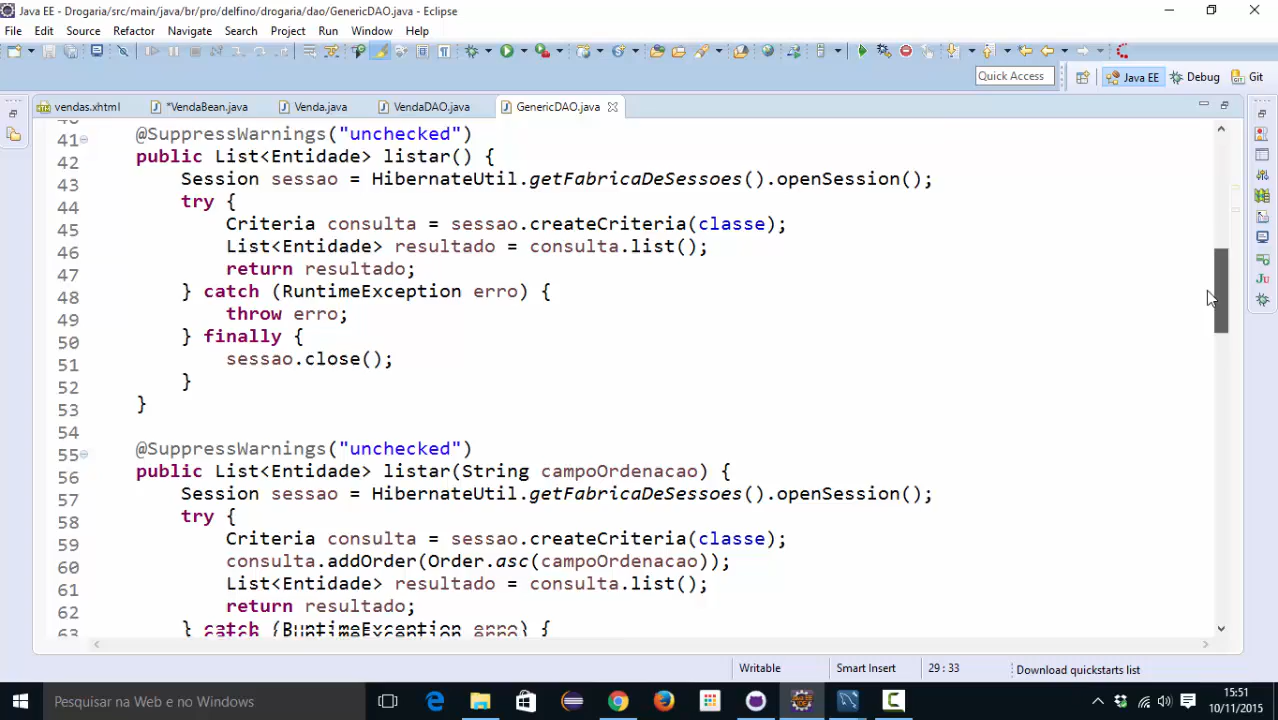 Java EE - Drogaria/src/main/java/br/pro/delfino/drogaria/dao/GenericDAO.java - Eclipse
File Edit Source Refactor Navigate Search Project Run Window Help
Quick Access Java EE Debug Git
vendas.xhtml *VendaBean.java Venda.java VendaDAO.java GenericDAO.java
41 @SuppressWarnings("unchecked")
42 public List<Entidade> listar() {
43 Session sessao = HibernateUtil.getFabricaDeSessoes().openSession();
44 try {
45 Criteria consulta = sessao.createCriteria(classe);
46 List<Entidade> resultado = consulta.list();
47 return resultado;
48 } catch (RuntimeException erro) {
49 throw erro;
50 } finally {
51 sessao.close();
52 }
53 }
54
55 @SuppressWarnings("unchecked")
56 public List<Entidade> listar(String campoOrdenacao) {
57 Session sessao = HibernateUtil.getFabricaDeSessoes().openSession();
58 try {
59 Criteria consulta = sessao.createCriteria(classe);
60 consulta.addOrder(Order.asc(campoOrdenacao));
61 List<Entidade> resultado = consulta.list();
62 return resultado;
63 } catch (RuntimeException erro) {
Writable Smart Insert 29 : 33 Download quickstarts list
Pesquisar na Web e no Windows
15:51
10/11/2015